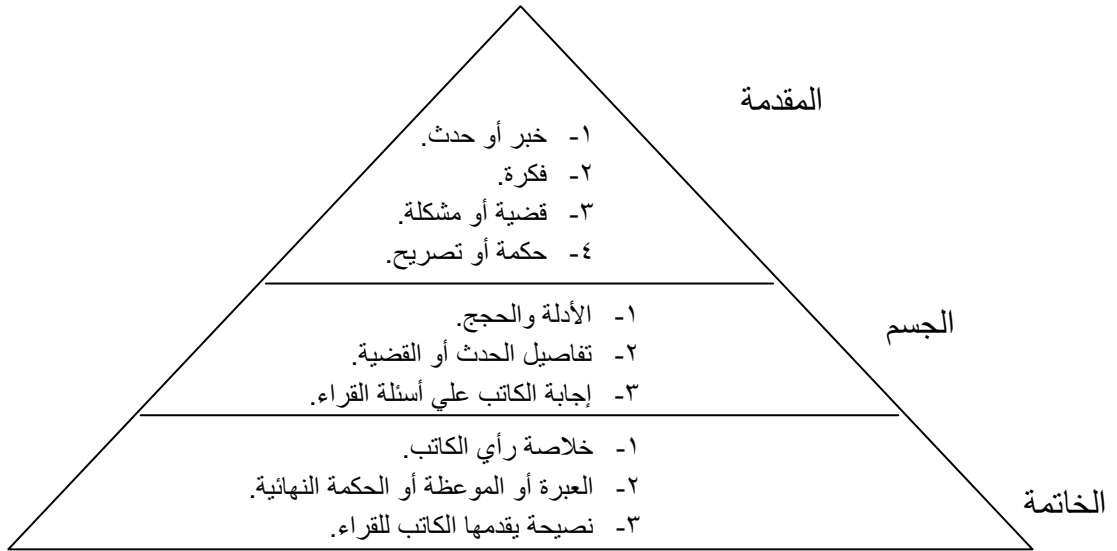 المقدمة
١- خبر أو حدث.
٢- فكرة.
٣- قضية أو مشكلة.
٤- حكمة أو تصريح.
الجسم
١- الأدلة والحجج.
٢- تفاصيل الحدث أو القضية.
٣- إجابة الكاتب علي أسئلة القراء.
الخاتمة
١- خلاصة رأي الكاتب.
٢- العبرة أو الموعظة أو الحكمة النهائية.
٣- نصيحة يقدمها الكاتب للقراء.